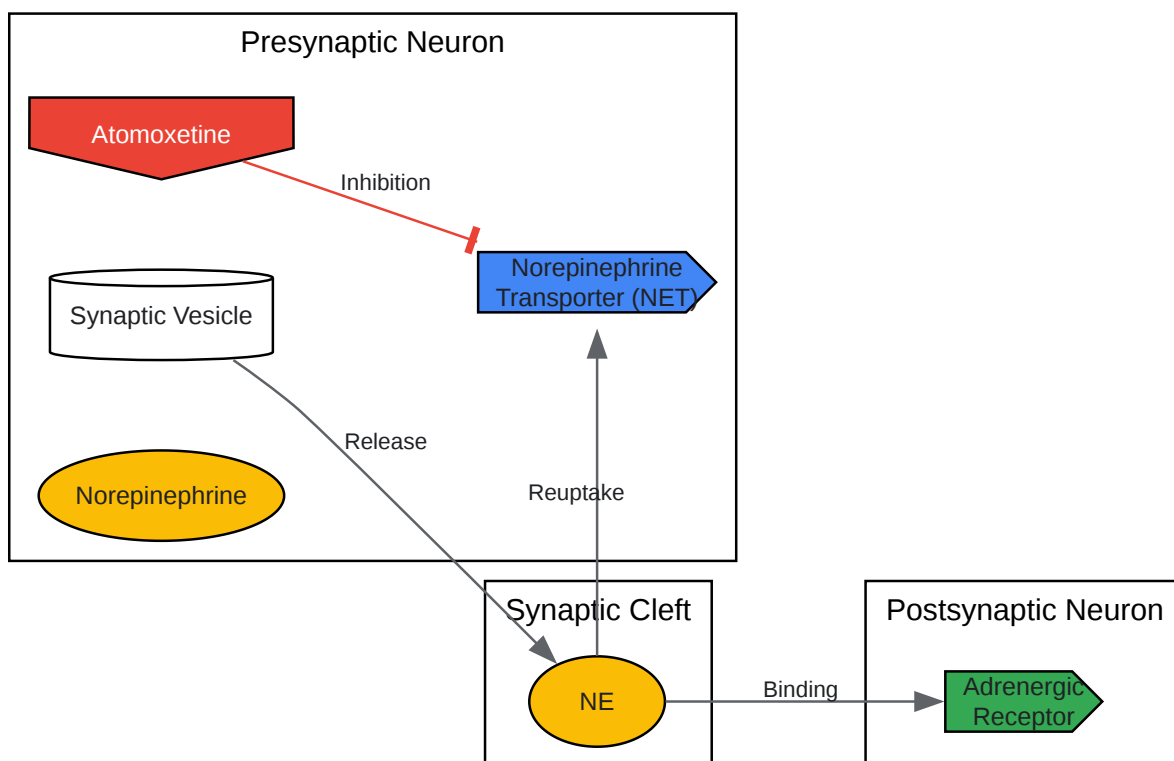 Presynaptic Neuron
Atomoxetine
Inhibition
Norepinephrine
Transporter (NET)
Synaptic Vesicle
Release
Reuptake
Norepinephrine
Synaptic Cleft
Postsynaptic Neuron
NE
Binding
Adrenergic
Receptor